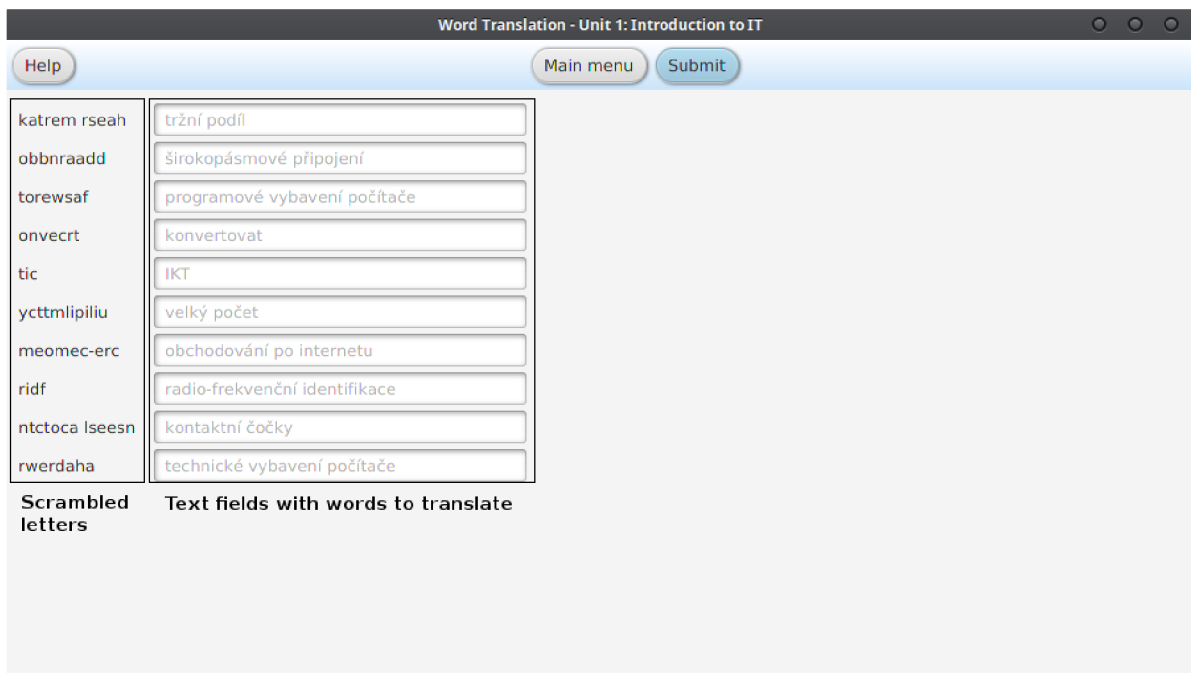 Word Translation - Unit 1: Introduction to IT
Help Main menu Submit
katrem rseah tržní podíl
obbnraadd širokopásmové připojení
torewsaf programové vybavení počítače
onvecrt konvertovat
tic IKT
ycttmlipiliu velký počet
meomec-erc obchodování po internetu
ridf radio-frekvenční identifikace
ntctoca lseesn kontaktní čočky
rwerdaha technické vybavení počítače
Scrambled letters Text fields with words to translate